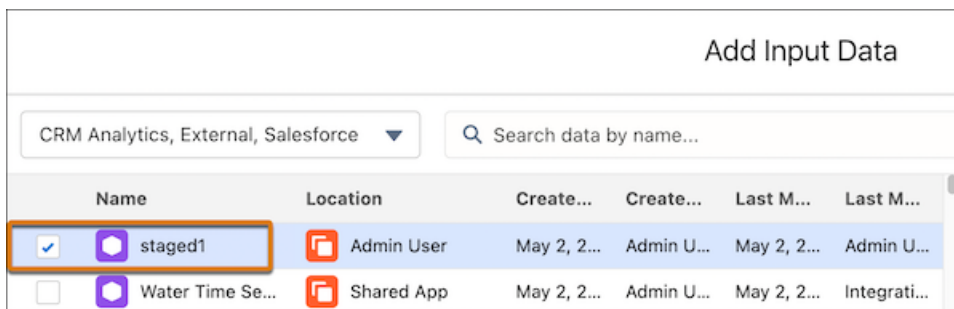 Add Input Data
CRM Analytics, External, Salesforce Search data by name...
Name Location Create... Create... Last M... Last M...
staged1 Admin User May 2, 2... Admin U... May 2, 2... Admin U...
Water Time Se... Shared App May 2, 2... Admin U... May 2, 2... Integrati...